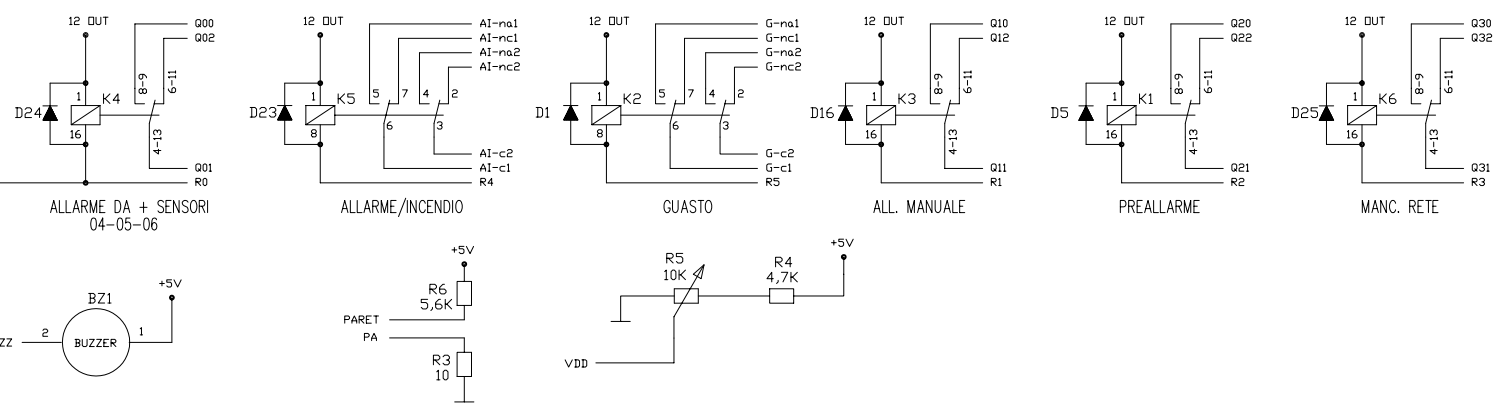 12 OUT
Q00
Q02
8-9
6-11
D24
1
K4
16
4-13
Q01
R0
ALLARME DA + SENSORI
04-05-06
12 OUT
AI-na1
AI-nc1
AI-na2
AI-nc2
5
7
4
2
D23
1
K5
8
6
3
AI-c2
AI-c1
R4
ALLARME/INCENDIO
12 OUT
G-na1
G-nc1
G-na2
G-nc2
5
7
4
2
D1
1
K2
8
6
3
G-c2
G-c1
R5
GUASTO
12 OUT
Q10
Q12
8-9
6-11
D16
1
K3
16
4-13
Q11
R1
ALL. MANUALE
12 OUT
Q20
Q22
8-9
6-11
D5
1
K1
16
4-13
Q21
R2
PREALLARME
12 OUT
Q30
Q32
8-9
6-11
D25
1
K6
16
4-13
Q31
R3
MANC. RETE
BZ1
+5V
ZZ
2
BUZZER
1
+5V
R6
5,6K
PARET
PA
R3
10
R5
10K
R4
4,7K
+5V
VDD